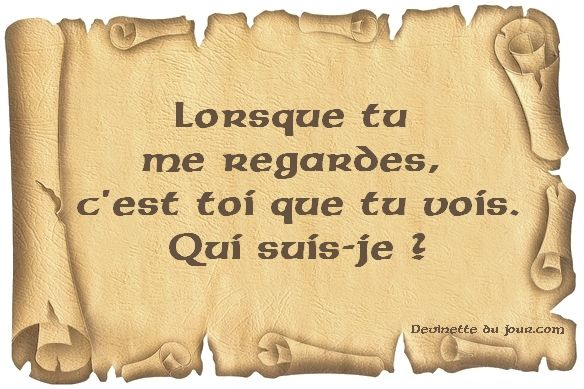 Lorsque tu
me regardes,
c'est toi que tu vois.
Qui suis-je ?
Devinette du jour.com